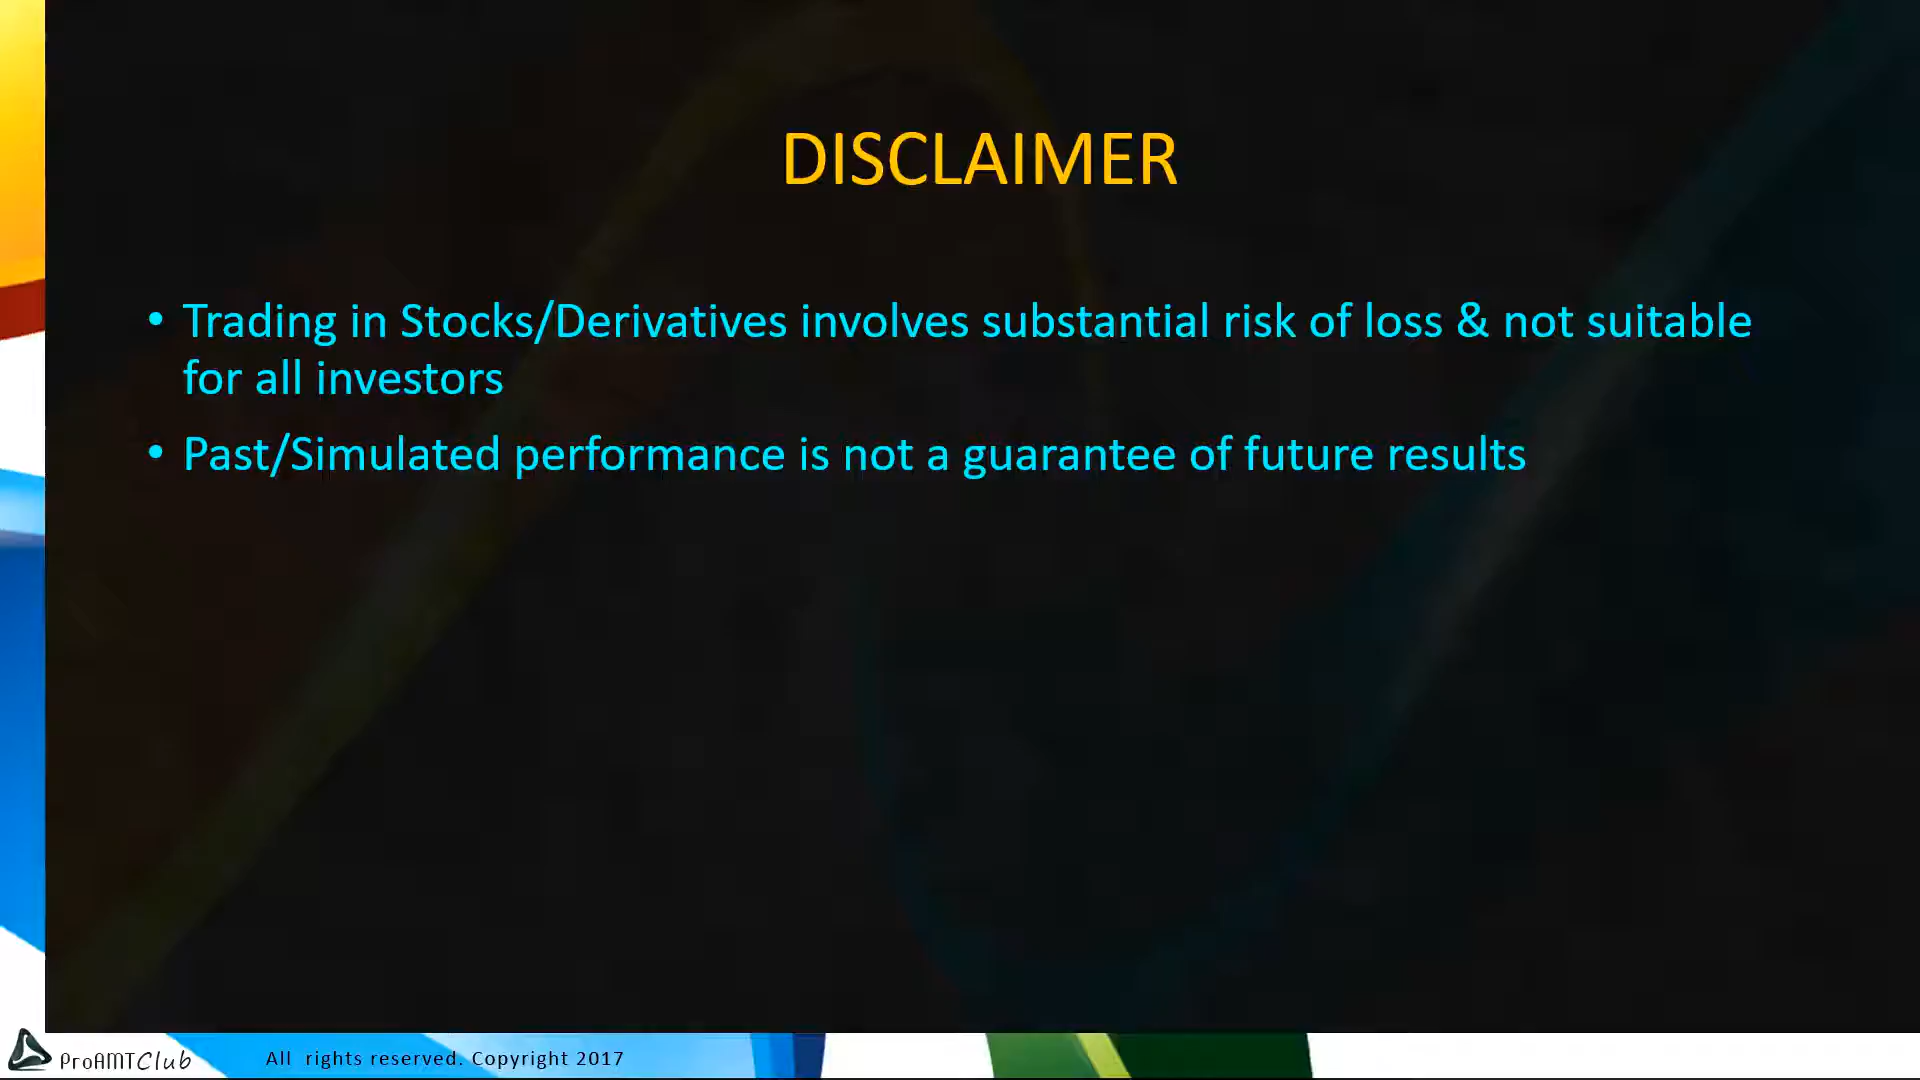 DISCLAIMER
• Trading in Stocks/Derivatives involves substantial risk of loss & not suitable
for all investors
• Past/Simulated performance is not a guarantee of future results
ProAMTClub
All rights reserved. Copyright 2017